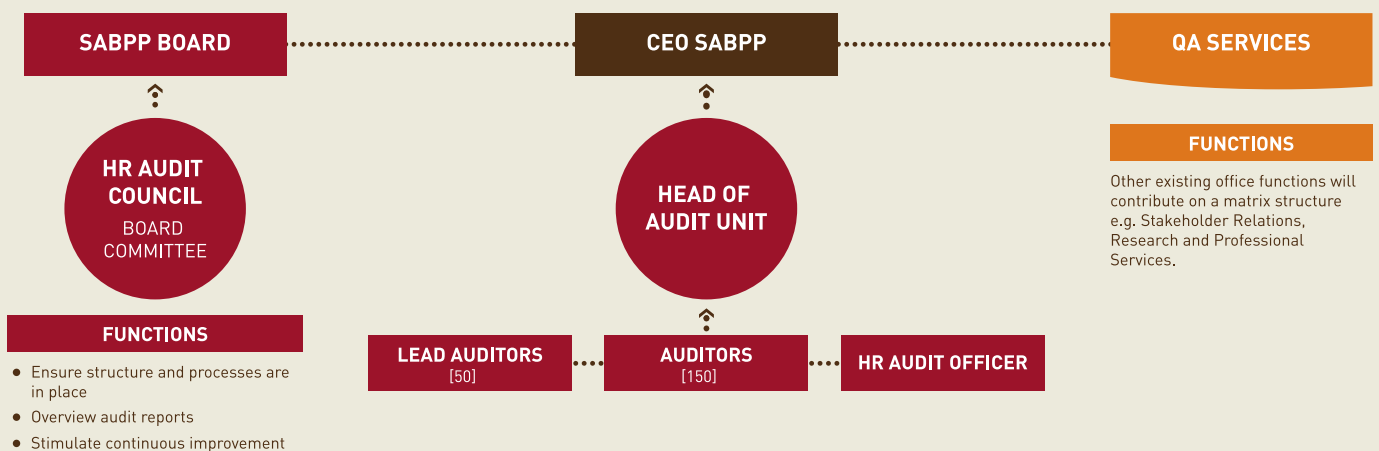 SABPP BOARD
CEO SABPP
QA SERVICES
HR AUDIT
COUNCIL
BOARD
COMMITTEE
HEAD OF
AUDIT UNIT
FUNCTIONS
Other existing office functions will
contribute on a matrix structure
e.g. Stakeholder Relations,
Research and Professional
Services.
FUNCTIONS
• Ensure structure and processes are
in place
• Overview audit reports
• Stimulate continuous improvement
LEAD AUDITORS
[50]
AUDITORS
[150]
HR AUDIT OFFICER